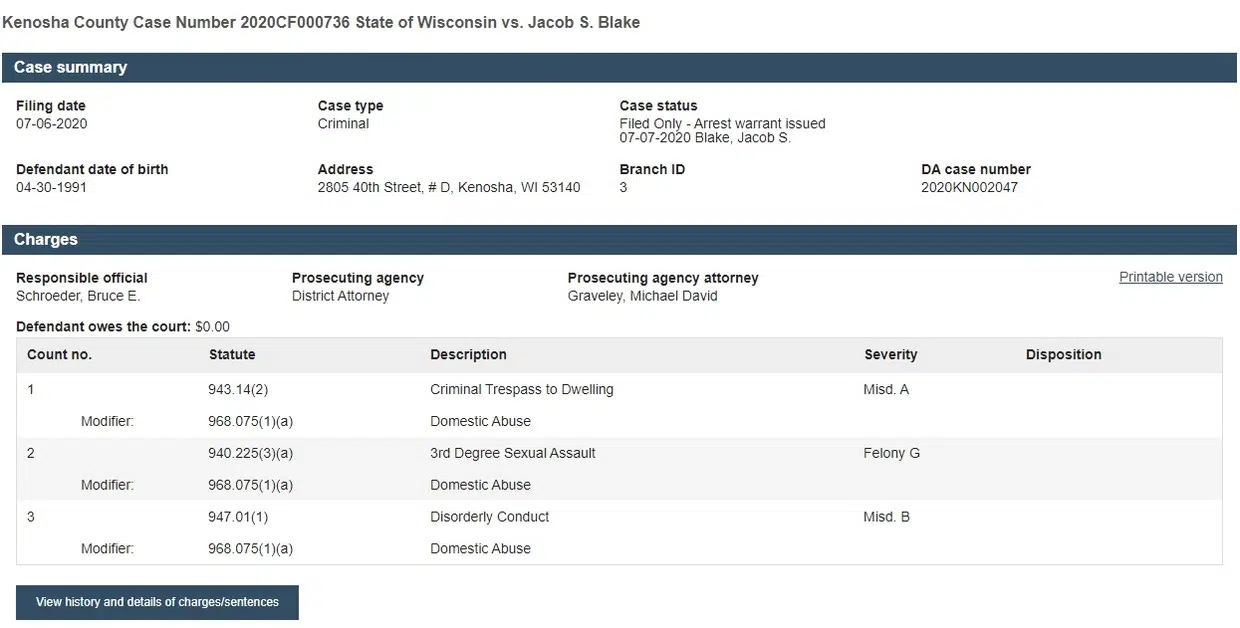 Kenosha County Case Number 2020CF000736 State of Wisconsin vs. Jacob S. Blake
Case summary
Filing date Case type Case status
07-06-2020 Criminal Filed Only - Arrest warrant issued
07-07-2020 Blake, Jacob S.
Defendant date of birth Address Branch ID DA case number
04-30-1991 2805 40th Street, # D, Kenosha, WI 53140 3 2020KN002047
Charges
Responsible official Prosecuting agency Prosecuting agency attorney Printable version
Schroeder, Bruce E. District Attorney Graveley, Michael David
Defendant owes the court: $0.00
Count no. Statute Description Severity Disposition
1 943.14(2) Criminal Trespass to Dwelling Misd. A
Modifier: 968.075(1)(a) Domestic Abuse
2 940.225(3)(a) 3rd Degree Sexual Assault Felony G
Modifier: 968.075(1)(a) Domestic Abuse
3 947.01(1) Disorderly Conduct Misd. B
Modifier: 968.075(1)(a) Domestic Abuse
View history and details of charges/sentences